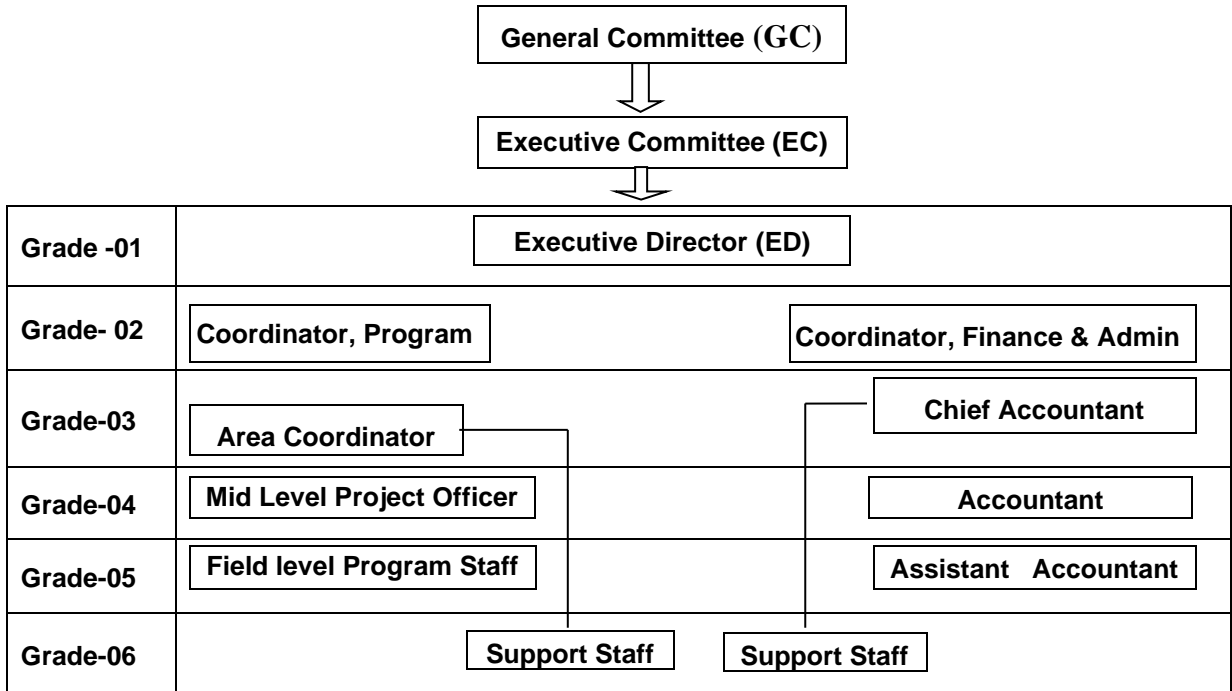 General Committee (GC)
Executive Committee (EC)
Grade -01
Executive Director (ED)
Grade- 02
Coordinator, Program
Coordinator, Finance & Admin
Grade-03
Area Coordinator
Chief Accountant
Grade-04
Mid Level Project Officer
Accountant
Grade-05
Field level Program Staff
Assistant Accountant
Grade-06
Support Staff
Support Staff